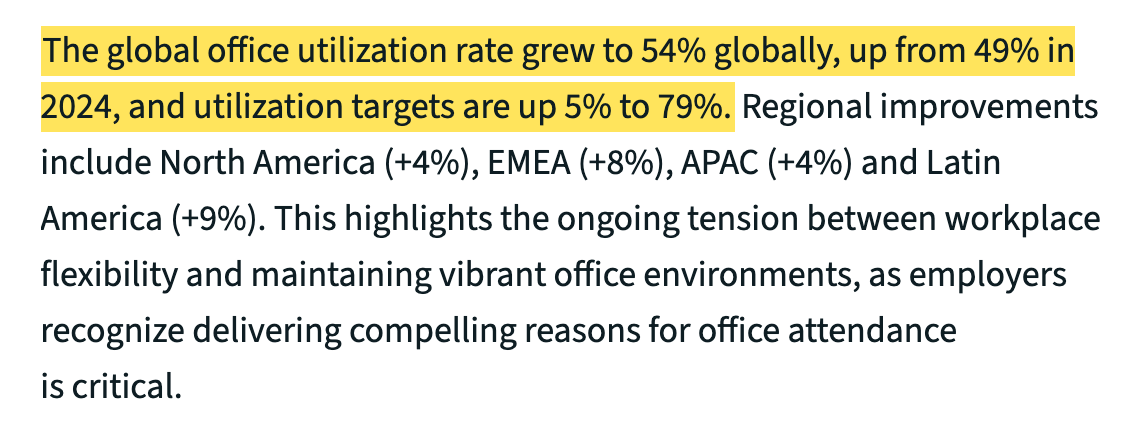 The global office utilization rate grew to 54% globally, up from 49% in
2024, and utilization targets are up 5% to 79%. Regional improvements
include North America (+4%), EMEA (+8%), APAC (+4%) and Latin
America (+9%). This highlights the ongoing tension between workplace
flexibility and maintaining vibrant office environments, as employers
recognize delivering compelling reasons for office attendance
is critical.